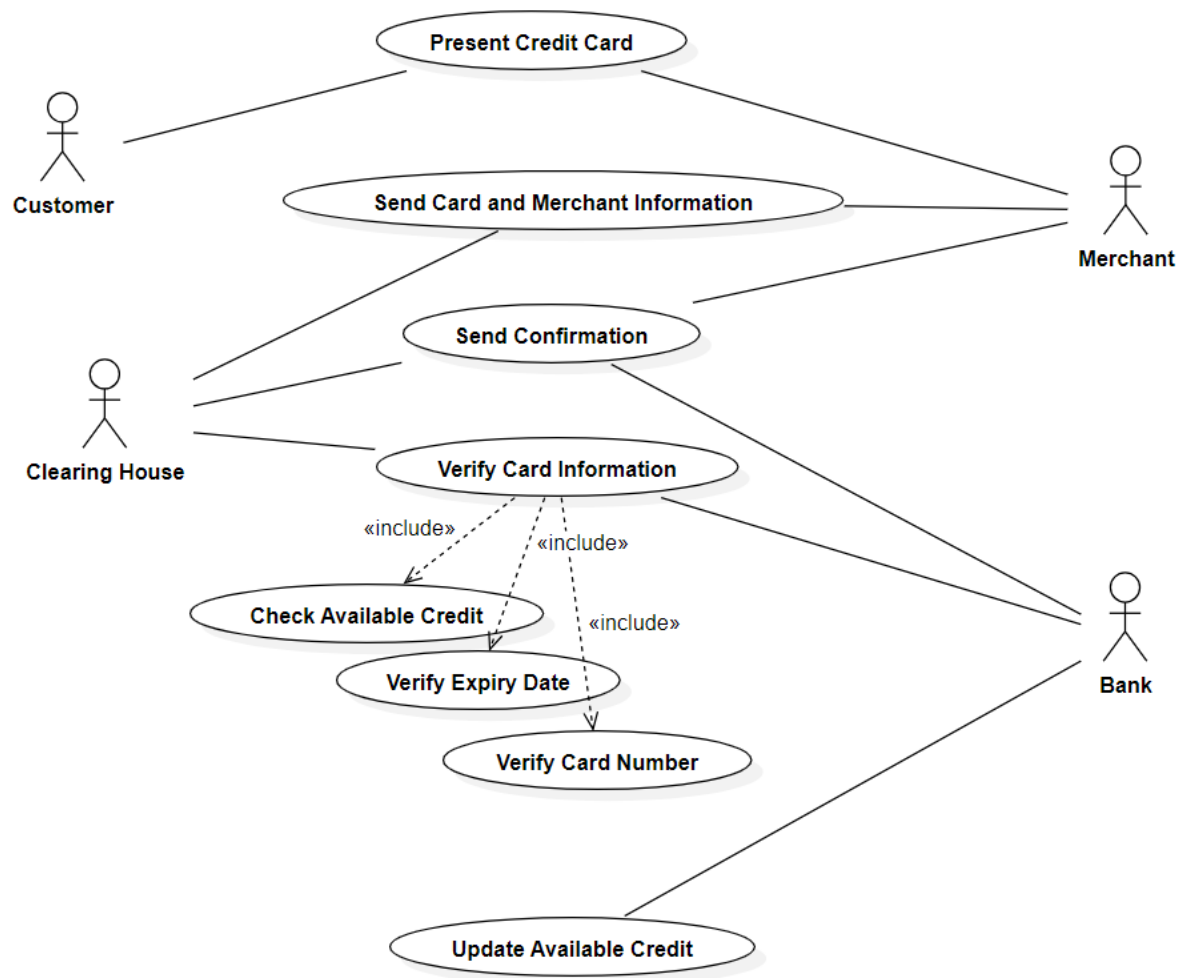 Present Credit Card
Customer
Send Card and Merchant Information
Merchant
Send Confirmation
Clearing House
Verify Card Information
«include»
«include»
Check Available Credit
«include»
Verify Expiry Date
Bank
Verify Card Number
Update Available Credit